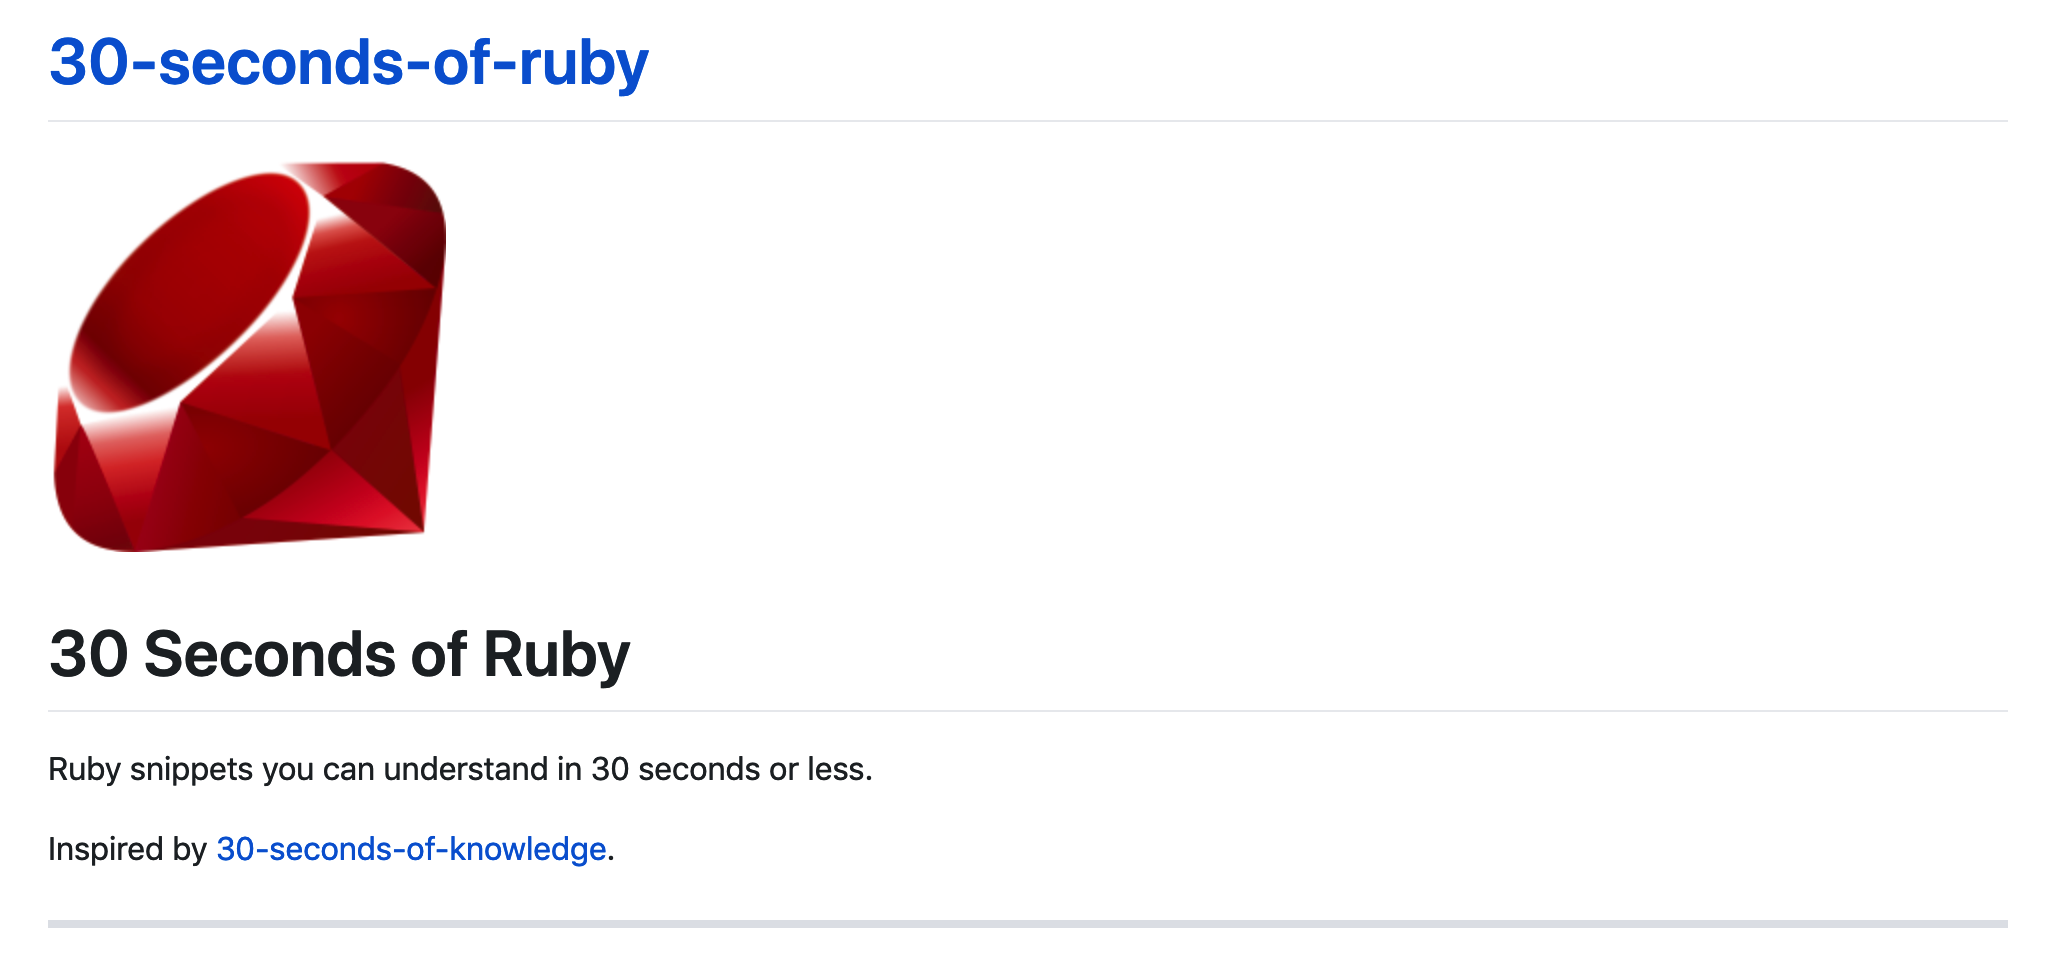 30-seconds-of-ruby
30 Seconds of Ruby
Ruby snippets you can understand in 30 seconds or less.
Inspired by 30-seconds-of-knowledge.